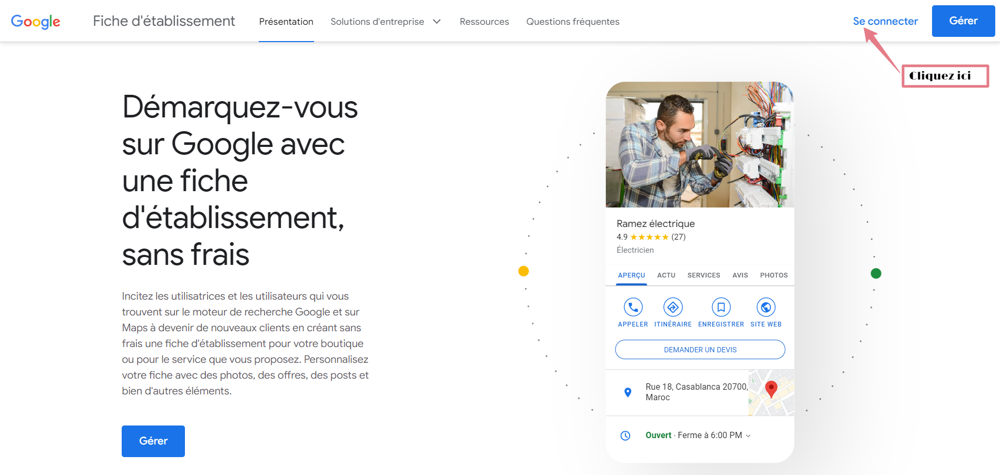 Google Fiche d'établissement Présentation Solutions d'entreprise Ressources Questions fréquentes Se connecter Gérer
Cliquez ici
Démarquez-vous
sur Google avec
une fiche
d'établissement,
sans frais
Incitez les utilisatrices et les utilisateurs qui vous
trouvent sur le moteur de recherche Google et sur
Maps à devenir de nouveaux clients en créant sans
frais une fiche d'établissement pour votre boutique
ou pour le service que vous proposez. Personnalisez
votre fiche avec des photos, des offres, des posts et
bien d'autres éléments.
Gérer
Ramez électrique
4.9 ★★★★★ (27)
Électricien
APERÇU ACTU SERVICES AVIS PHOTOS
APPELER ITINÉRAIRE ENREGISTRER SITE WEB
DEMANDER UN DEVIS
Rue 18, Casablanca 20700,
Maroc
Ouvert · Ferme à 6:00 PM